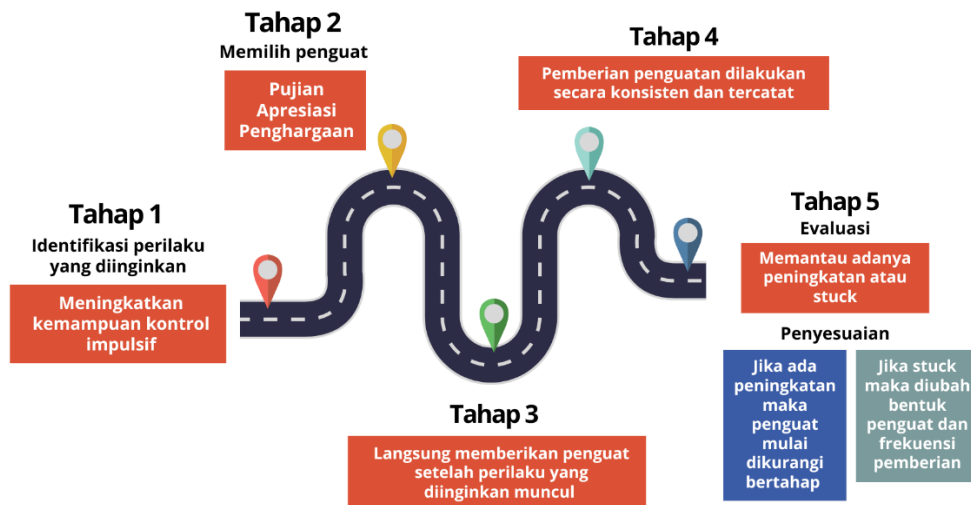 Tahap 1
Identifikasi perilaku
yang diinginkan
Meningkatkan
kemampuan kontrol
impulsif
Tahap 2
Memilih penguat
Pujian
Apresiasi
Penghargaan
Tahap 3
Langsung memberikan penguat
setelah perilaku yang
diinginkan muncul
Tahap 4
Pemberian penguatan dilakukan
secara konsisten dan tercatat
Tahap 5
Evaluasi
Memantau adanya
peningkatan atau
stuck
Penyesuaian
Jika ada
peningkatan
maka
penguat
mulai
dikurangi
bertahap
Jika stuck
maka diubah
bentuk
penguat dan
frekuensi
pemberian